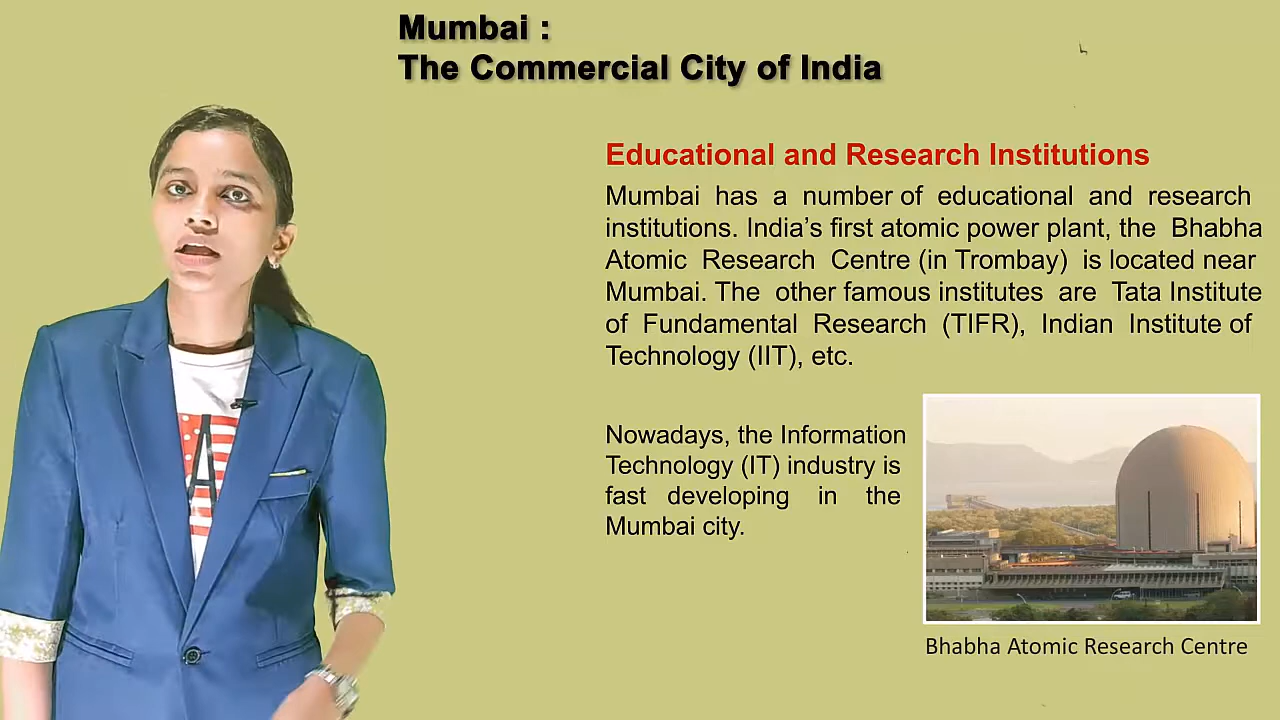 Mumbai :
The Commercial City of India
Educational and Research Institutions
Mumbai has a number of educational and research
institutions. India's first atomic power plant, the Bhabha
Atomic Research Centre (in Trombay) is located near
Mumbai. The other famous institutes are Tata Institute
of Fundamental Research (TIFR), Indian Institute of
Technology (IIT), etc.
Nowadays, the Information
Technology (IT) industry is
fast developing in the
Mumbai city.
Bhabha Atomic Research Centre
A